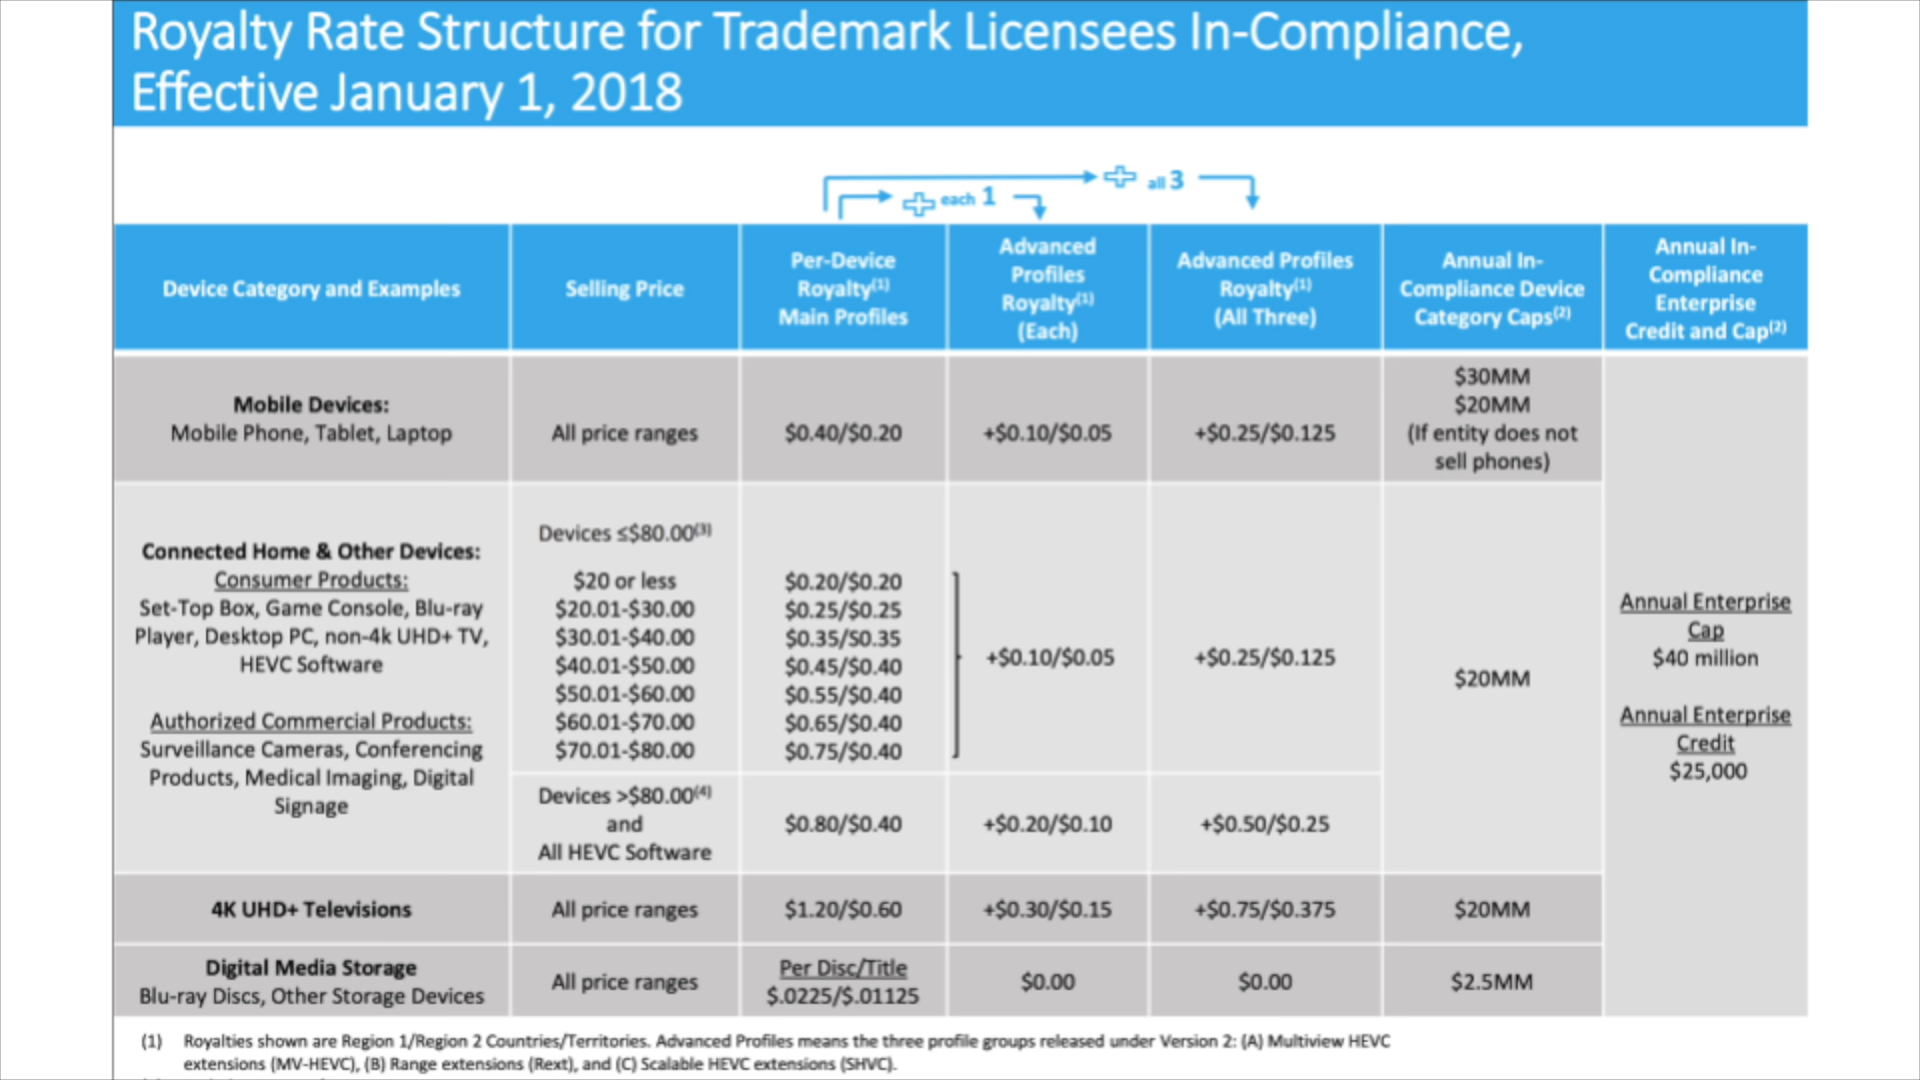 Royalty Rate Structure for Trademark Licensees In-Compliance,
Effective January 1, 2018
each 1
all 3
Device Category and Examples
Selling Price
Per-Device
Royalty(1)
Main Profiles
Advanced
Profiles
Royalty(1)
(Each)
Advanced Profiles
Royalty(1)
(All Three)
Annual In-
Compliance Device
Category Caps(2)
Annual In-
Compliance
Enterprise
Credit and Cap(2)
Mobile Devices:
Mobile Phone, Tablet, Laptop
All price ranges
$0.40/$0.20
+$0.10/$0.05
+$0.25/$0.125
$30MM
$20MM
(If entity does not
sell phones)
Connected Home & Other Devices:
Consumer Products:
Set-Top Box, Game Console, Blu-ray
Player, Desktop PC, non-4k UHD+ TV,
HEVC Software
Authorized Commercial Products:
Surveillance Cameras, Conferencing
Products, Medical Imaging, Digital
Signage
Devices ≤$80.00(3)
$20 or less
$20.01-$30.00
$30.01-$40.00
$40.01-$50.00
$50.01-$60.00
$60.01-$70.00
$70.01-$80.00
$0.20/$0.20
$0.25/$0.25
$0.35/S0.35
$0.45/$0.40
$0.55/$0.40
$0.65/$0.40
$0.75/$0.40
+$0.10/$0.05
+$0.25/$0.125
$20MM
Devices >$80.00(4)
and
All HEVC Software
$0.80/$0.40
+$0.20/$0.10
+$0.50/$0.25
Annual Enterprise
Cap
$40 million
Annual Enterprise
Credit
$25,000
4K UHD+ Televisions
All price ranges
$1.20/$0.60
+$0.30/$0.15
+$0.75/$0.375
$20MM
Digital Media Storage
Blu-ray Discs, Other Storage Devices
All price ranges
Per Disc/Title
$.0225/$.01125
$0.00
$0.00
$2.5MM
(1) Royalties shown are Region 1/Region 2 Countries/Territories. Advanced Profiles means the three profile groups released under Version 2: (A) Multiview HEVC
extensions (MV-HEVC), (B) Range extensions (Rext), and (C) Scalable HEVC extensions (SHVC).